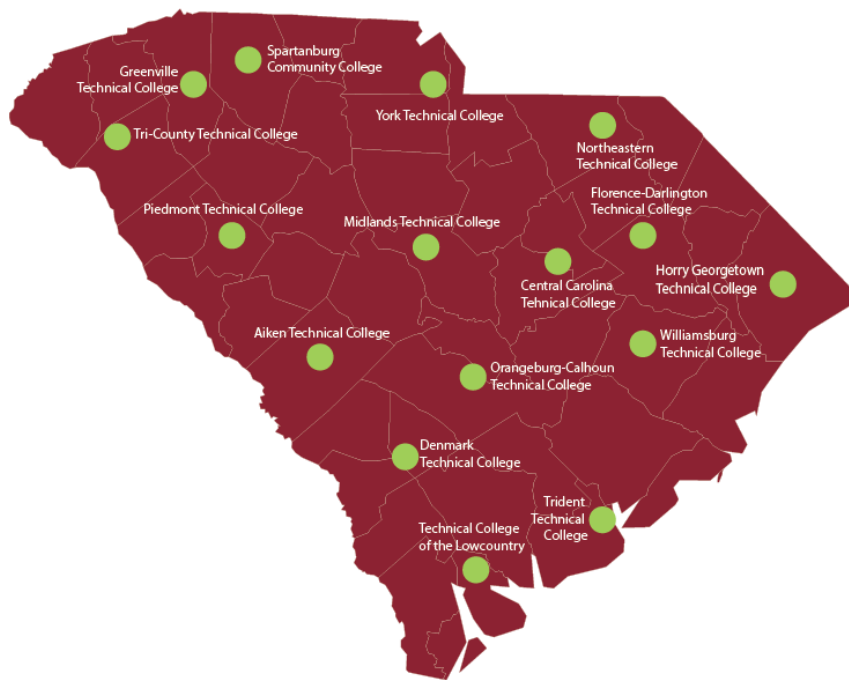 Spartanburg
Community College
Greenville
Technical College
York Technical College
Tri-County Technical College
Northeastern
Technical College
Florence-Darlington
Technical College
Piedmont Technical College
Midlands Technical College
Horry Georgetown
Technical College
Central Carolina
Tehnical College
Aiken Technical College
Williamsburg
Technical College
Orangeburg-Calhoun
Technical College
Denmark
Technical College
Trident
Technical
College
Technical College
of the Lowcountry